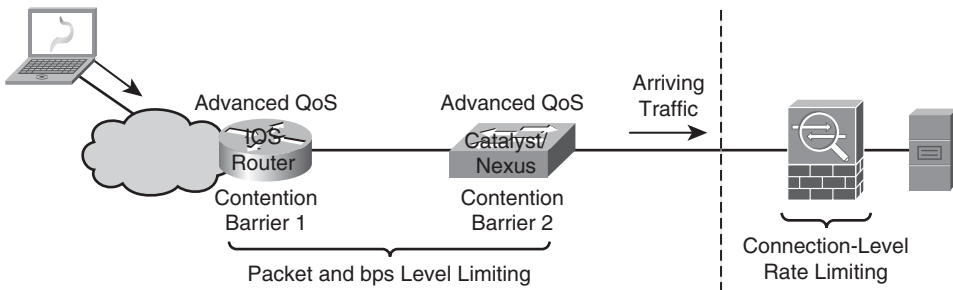 Advanced QoS
IOS
Router
Contention
Barrier 1
Advanced QoS
Catalyst/
Nexus
Contention
Barrier 2
Packet and bps Level Limiting
Arriving
Traffic
Connection-Level
Rate Limiting